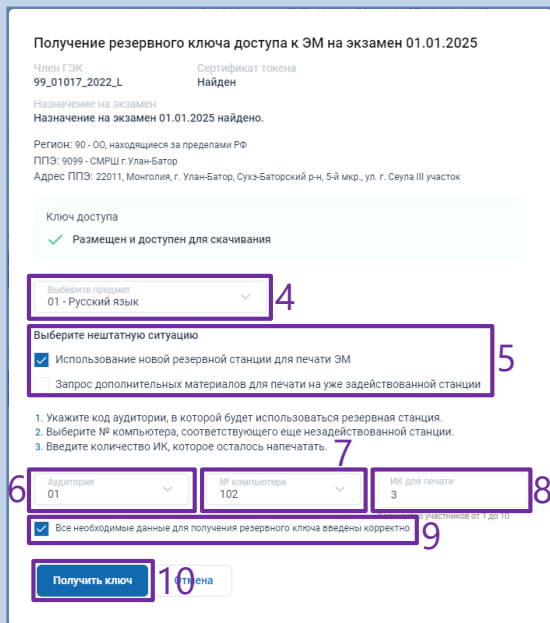 Получение резервного ключа доступа к ЭМ на экзамен 01.01.2025
Член ГЭК Сертификат токена
99_01017_2022_L Найден
Назначение на экзамен
Назначение на экзамен 01.01.2025 найдено.
Регион: 90 - ОО, находящиеся за пределами РФ
ППЭ: 9099 - СМРШ г.Улан-Батор
Адрес ППЭ: 22011, Монголия, г. Улан-Батор, Сухэ-Баторский р-н, 5-й мкр., ул. г. Сеула III участок
Ключ доступа
Размещен и доступен для скачивания
Выберите предмет
01 - Русский язык
4
Выберите нештатную ситуацию
Использование новой резервной станции для печати ЭМ
5
Запрос дополнительных материалов для печати на уже задействованной станции
1. Укажите код аудитории, в которой будет использоваться резервная станция.
2. Выберите № компьютера, соответствующего еще незадействованной станции.
3. Введите количество ИК, которое осталось напечатать.
7
6
Аудитория № компьютера ИК для печати
01 102 3
8
Количество участников от 1 до 10
Все необходимые данные для получения резервного ключа введены корректно
9
Получить ключ
10
Отмена